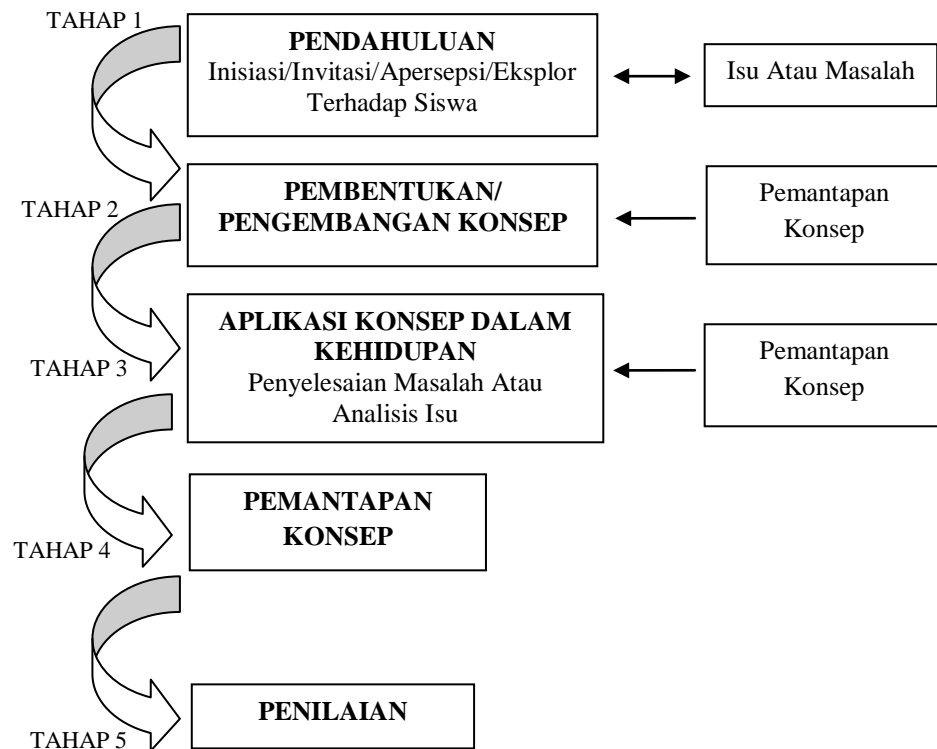 TAHAP 1
PENDAHULUAN
Inisiasi/Invitasi/Apersepsi/Eksplor
Terhadap Siswa
Isu Atau Masalah
TAHAP 2
PEMBENTUKAN/
PENGEMBANGAN KONSEP
Pemantapan
Konsep
TAHAP 3
APLIKASI KONSEP DALAM
KEHIDUPAN
Penyelesaian Masalah Atau
Analisis Isu
Pemantapan
Konsep
TAHAP 4
PEMANTAPAN
KONSEP
TAHAP 5
PENILAIAN